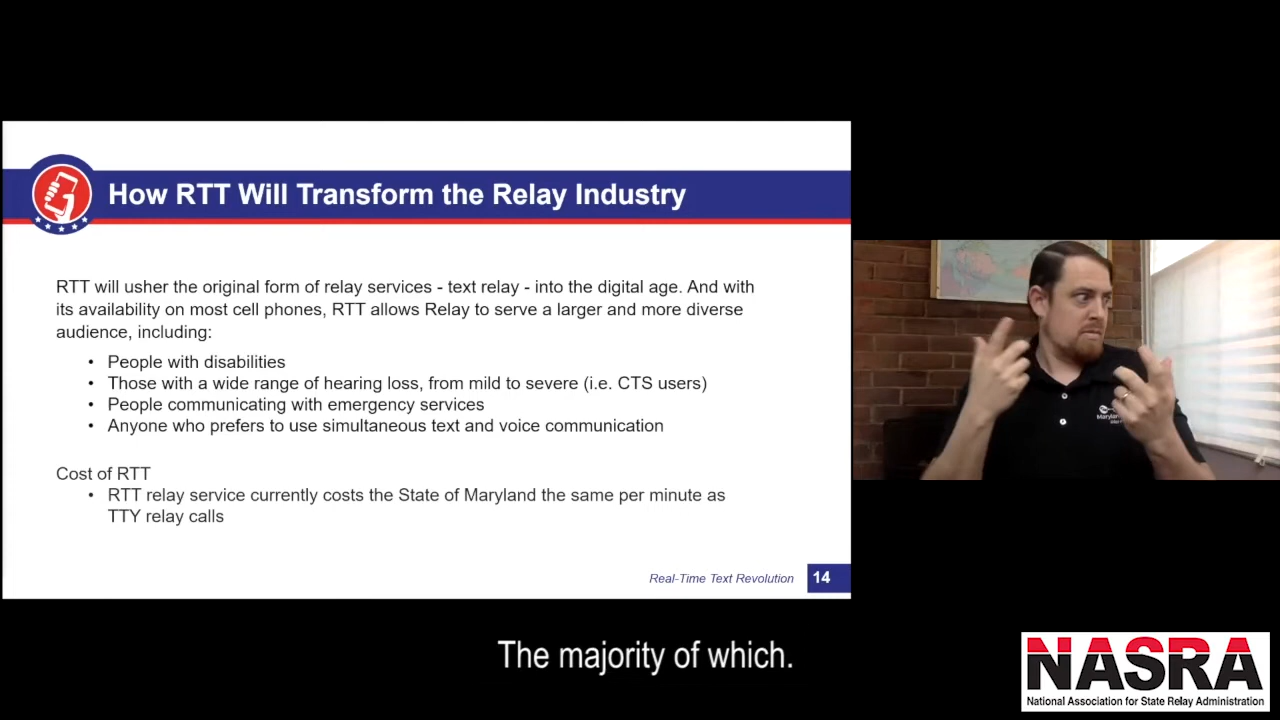 How RTT Will Transform the Relay Industry
RTT will usher the original form of relay services - text relay - into the digital age. And with
its availability on most cell phones, RTT allows Relay to serve a larger and more diverse
audience, including:
• People with disabilities
• Those with a wide range of hearing loss, from mild to severe (i.e. CTS users)
• People communicating with emergency services
• Anyone who prefers to use simultaneous text and voice communication
Cost of RTT
• RTT relay service currently costs the State of Maryland the same per minute as
TTY relay calls
Real-Time Text Revolution 14
Maryland
The majority of which.
NASRA
National Association for State Relay Administration